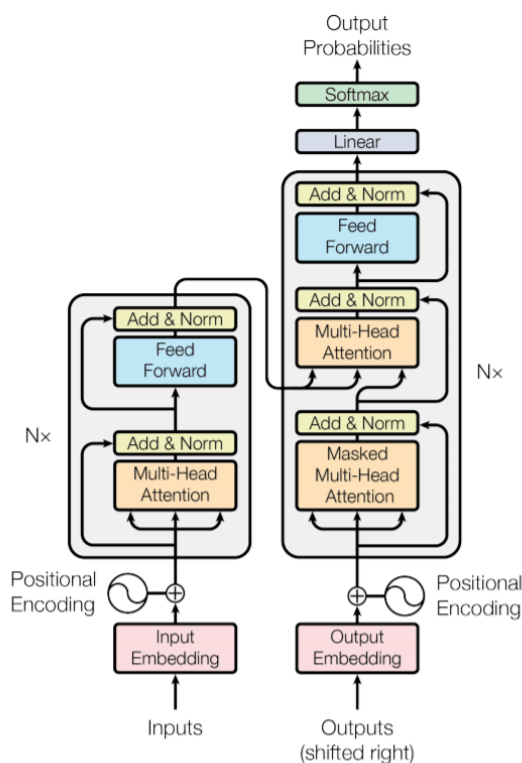 Output
Probabilities
Softmax
Linear
Add & Norm
Feed
Forward
Add & Norm
Multi-Head
Attention
Add & Norm
Masked
Multi-Head
Attention
Nx
Add & Norm
Feed
Forward
Add & Norm
Multi-Head
Attention
Nx
Positional
Encoding
Positional
Encoding
Input
Embedding
Output
Embedding
Inputs
Outputs
(shifted right)